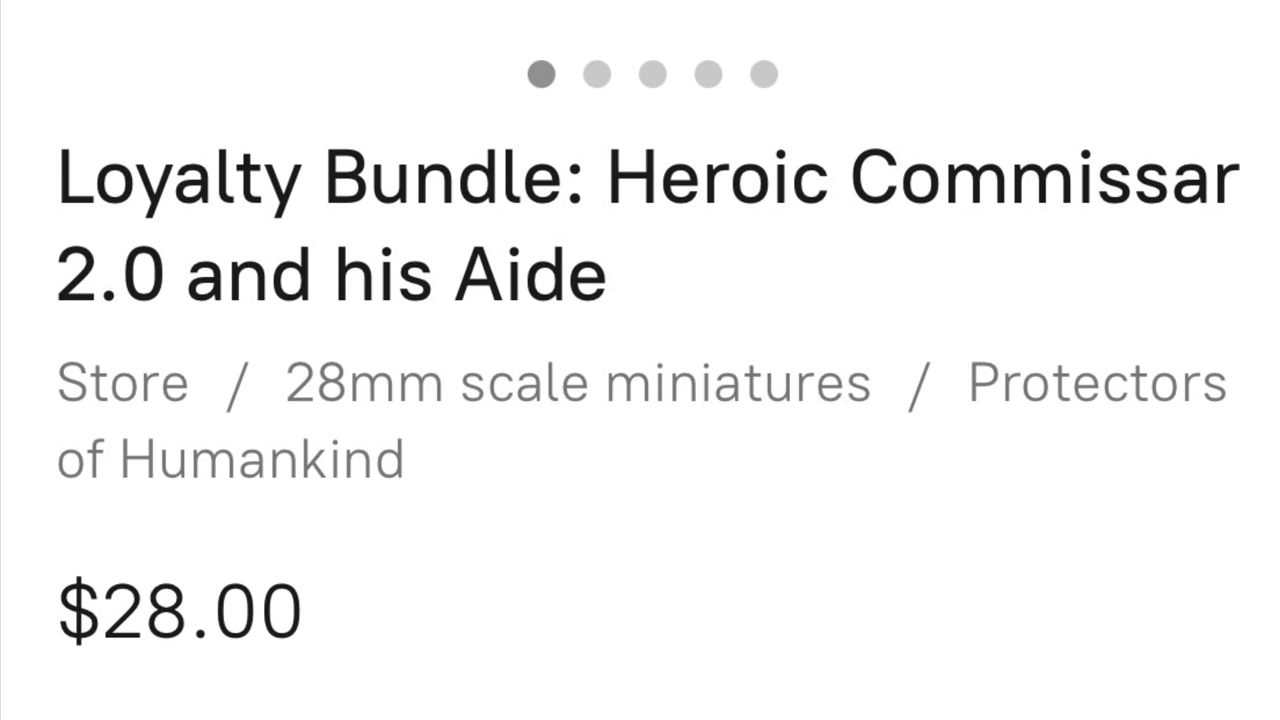 Loyalty Bundle: Heroic Commissar
2.0 and his Aide
Store / 28mm scale miniatures / Protectors
of Humankind
$28.00